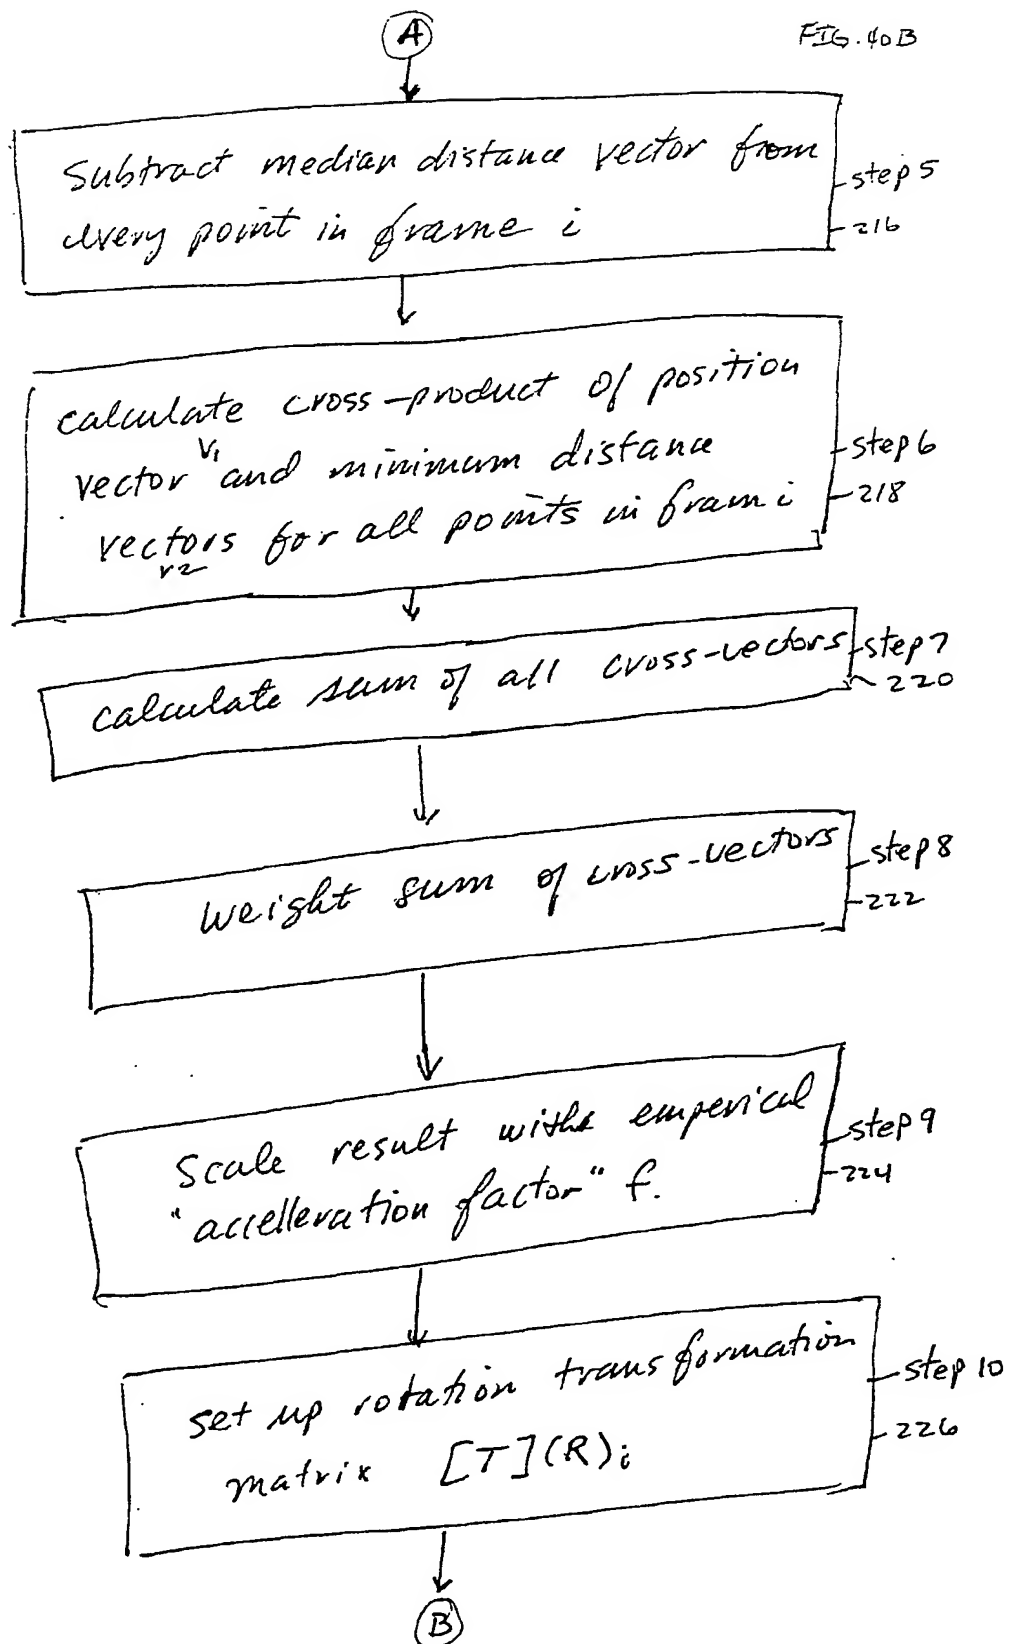 A
FIG. 40B
Subtract median distance vector from
every point in frame i
step 5
216
calculate cross-product of position
vector V1 and minimum distance
vectors v2 for all points in fram i
step 6
218
calculate sum of all cross-vectors
step 7
220
weight sum of cross-vectors
step 8
222
Scale result with emperical
"accelleration factor" f.
step 9
224
set up rotation transformation
matrix [T](R)i
step 10
226
B